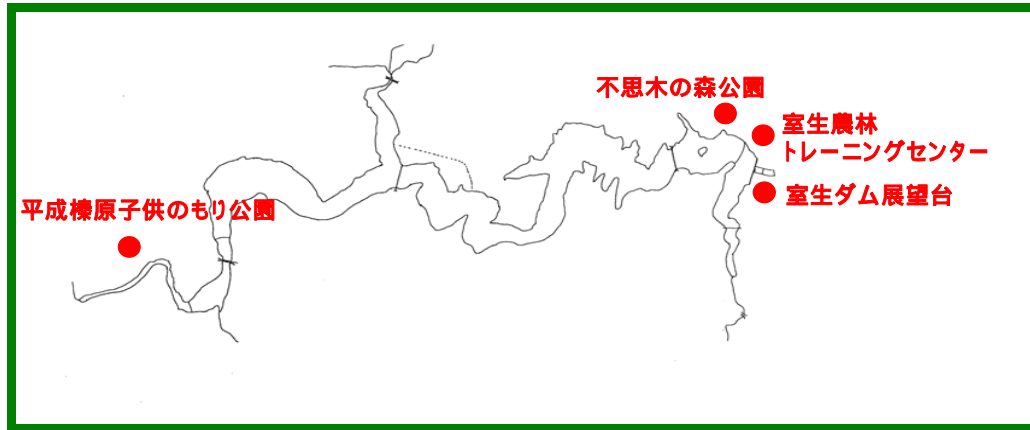 不思木の森公園
室生農林
トレーニングセンター
室生ダム展望台
平成榛原子供のもり公園